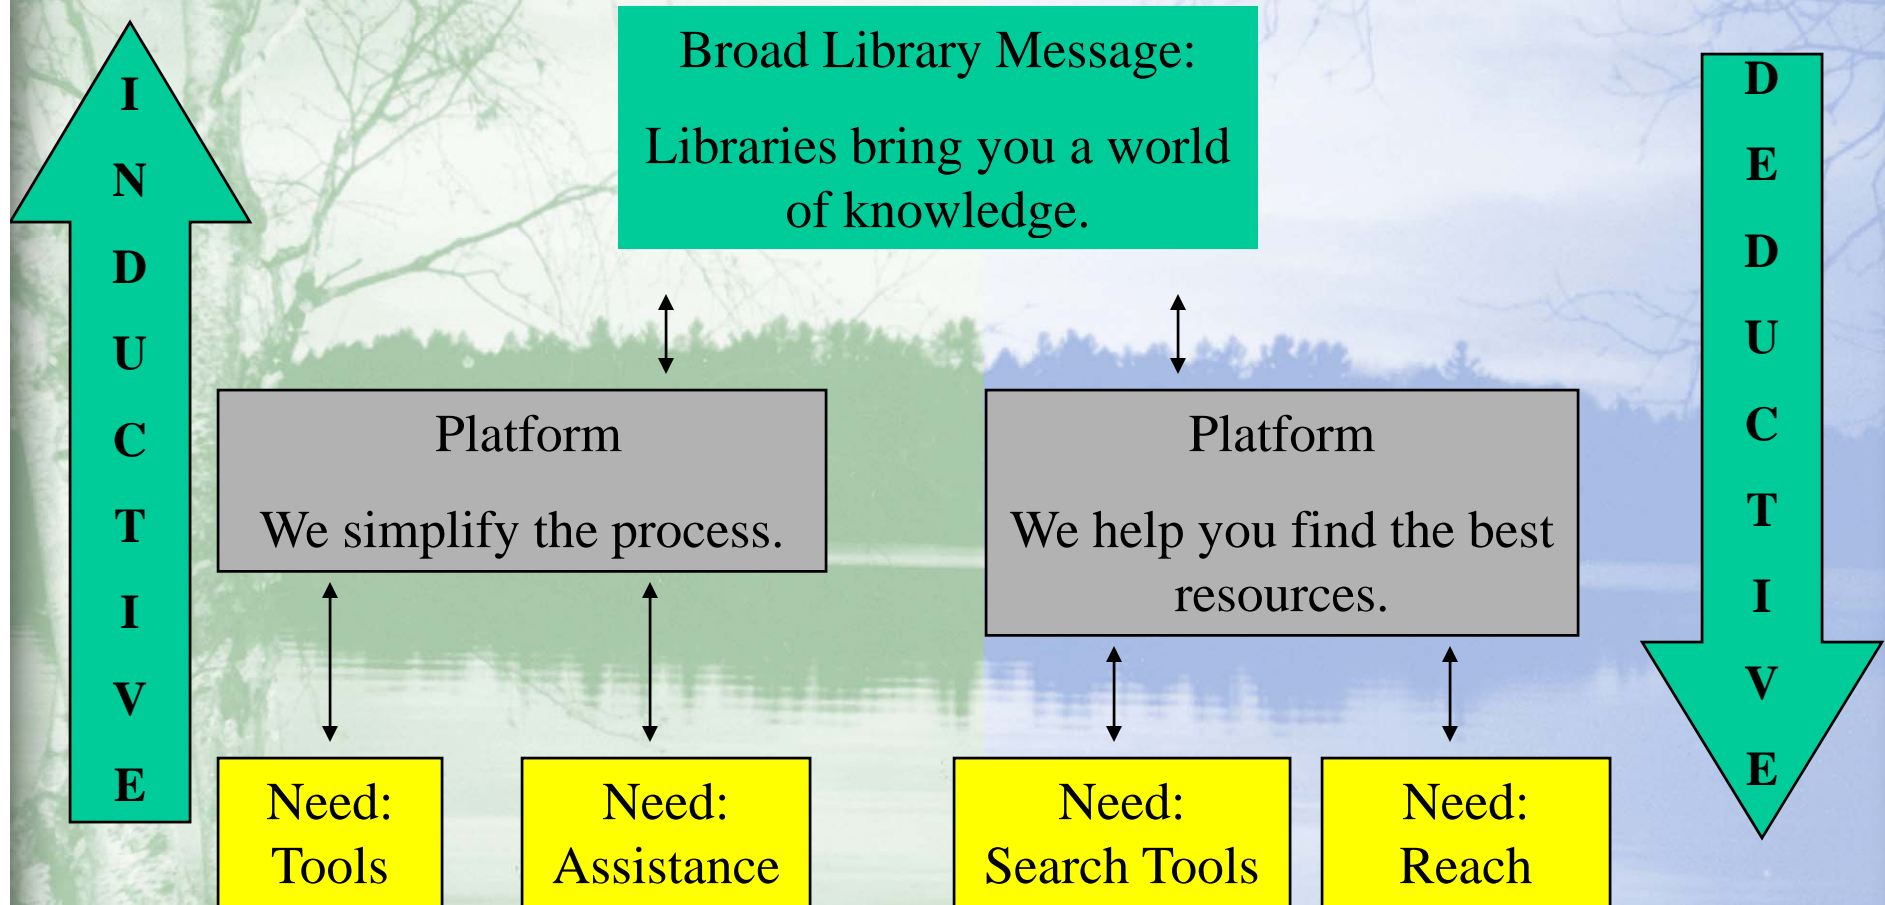 INDUCTIVE
Broad Library Message:
Libraries bring you a world
of knowledge.
DEDUCTIVE
Platform
We simplify the process.
Platform
We help you find the best
resources.
Need:
Tools
Need:
Assistance
Need:
Search Tools
Need:
Reach